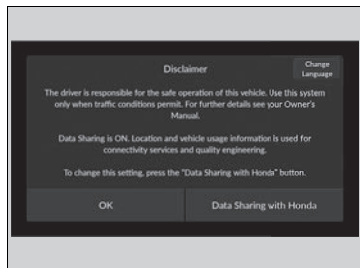 Disclaimer
Change
Language
The driver is responsible for the safe operation of this vehicle. Use this system
only when traffic conditions permit. For further details see your Owner's
Manual.
Data Sharing is ON. Location and vehicle usage information is used for
connectivity services and quality engineering.
To change this setting, press the "Data Sharing with Honda" button.
OK
Data Sharing with Honda